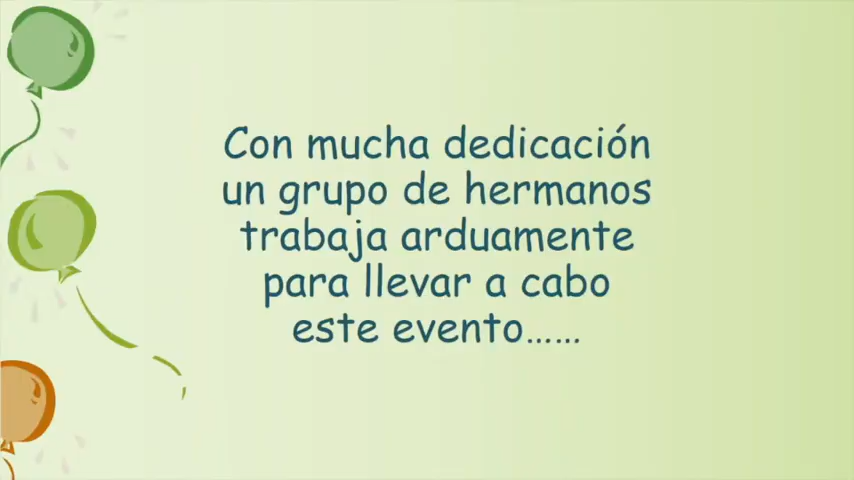 Con mucha dedicación
un grupo de hermanos
trabaja arduamente
para llevar a cabo
este evento......